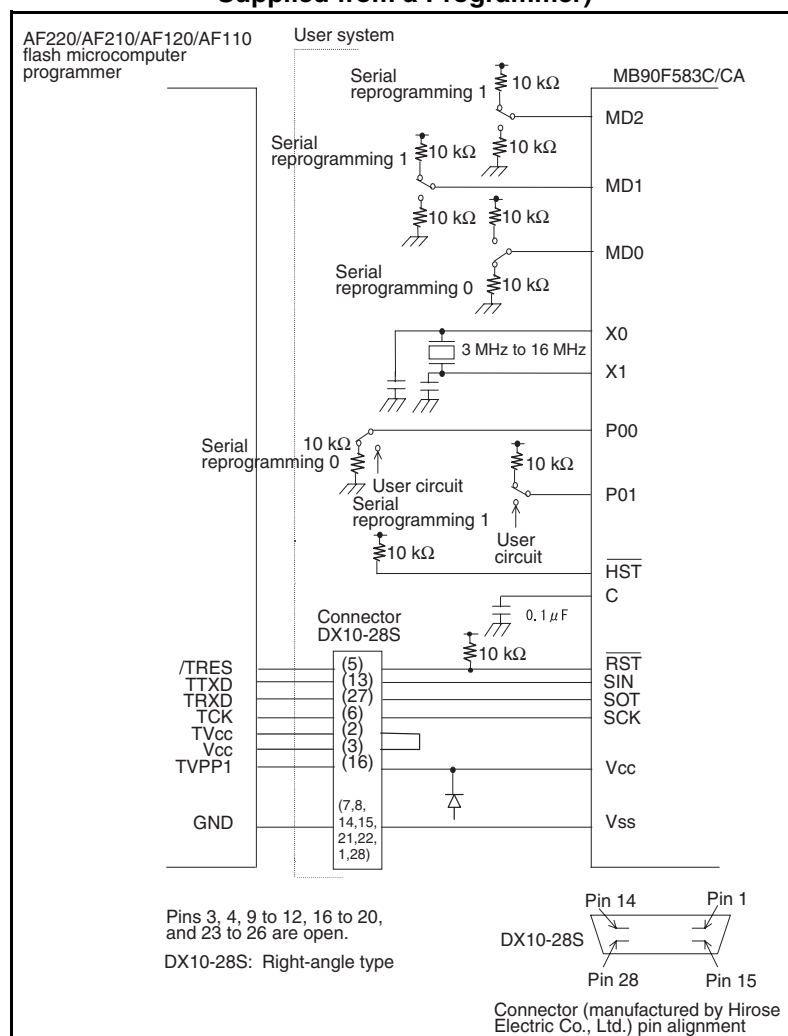 Supplied from a Programmer)
AF220/AF210/AF120/AF110
flash microcomputer
programmer
User system
MB90F583C/CA
Serial
reprogramming 1
10 kΩ
MD2
10 kΩ
Serial
reprogramming 1
10 kΩ
MD1
10 kΩ
10 kΩ
MD0
Serial
reprogramming 0
10 kΩ
X0
3 MHz to 16 MHz
X1
P00
Serial
reprogramming 0
10 kΩ
User circuit
10 kΩ
P01
Serial
reprogramming 1
User
circuit
10 kΩ
HST
C
0.1μF
Connector
DX10-28S
10 kΩ
/TRES
(5)
RST
TTXD
(13)
SIN
TRXD
(27)
SOT
TCK
(6)
SCK
TVcc
(2)
Vcc
(3)
TVPP1
(16)
Vcc
GND
(7,8,
14,15,
21,22,
1,28)
Vss
Pins 3, 4, 9 to 12, 16 to 20,
and 23 to 26 are open.
DX10-28S: Right-angle type
Pin 14
Pin 1
DX10-28S
Pin 28
Pin 15
Connector (manufactured by Hirose
Electric Co., Ltd.) pin alignment